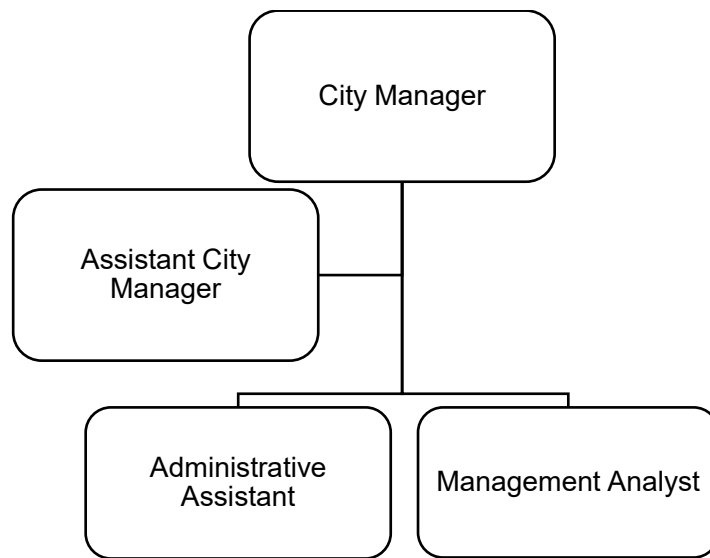 City Manager
Assistant City
Manager
Administrative
Assistant
Management Analyst